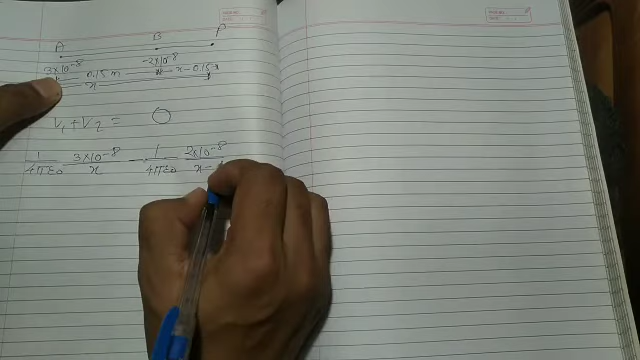 A B P
3×10⁻⁸ 0.15 m -2×10⁻⁸ x-0.15
x
V₁+V₂ = 0
1/4πε₀ 3×10⁻⁸/x - 1/4πε₀ 2×10⁻⁸/x-